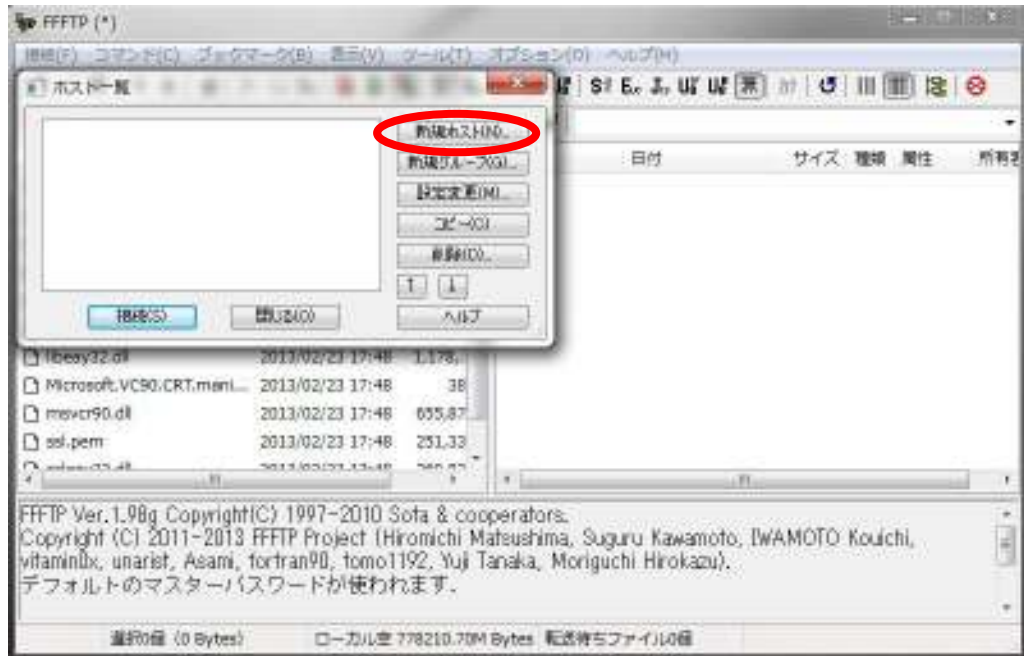 FFFTP (*)
接続(F) コマンド(C) ブックマーク(B) 表示(V) ツール(T) オプション(O) ヘルプ(H)
ホスト一覧
新規ホスト(N)...
新規グループ(G)...
設定変更(M)...
コピー(C)
削除(D)...
↑ ↓
接続(S) 閉じる(O) ヘルプ
日付 サイズ 種類 属性 所有者
libeay32.dll 2013/02/23 17:48 1,178,
Microsoft.VC90.CRT.mani... 2013/02/23 17:48 38
msvcr90.dll 2013/02/23 17:48 655,87
ssl.pem 2013/02/23 17:48 251,33
FFFTP Ver.1.98g Copyright(C) 1997-2010 Sota & cooperators.
Copyright (C) 2011-2013 FFFTP Project (Hiromichi Matsushima, Suguru Kawamoto, IWAMOTO Kouichi,
vitamin0x, unarist, Asami, fortran90, tomo1192, Yuji Tanaka, Moriguchi Hirokazu).
デフォルトのマスターパスワードが使われます.
選択0個 (0 Bytes) ローカル空 778210.70M Bytes 転送待ちファイル0個